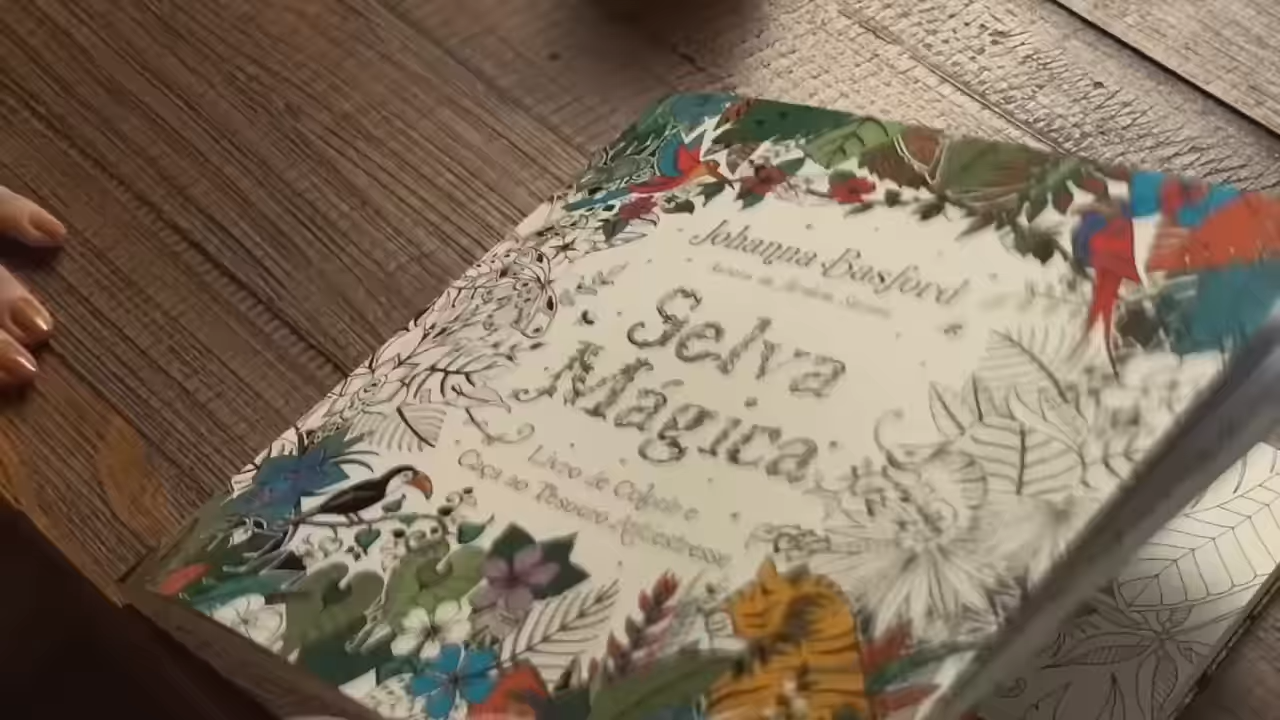 Johanna Basford
Selva
Mágica
Livro de Colorir e
Caça ao Tesouro